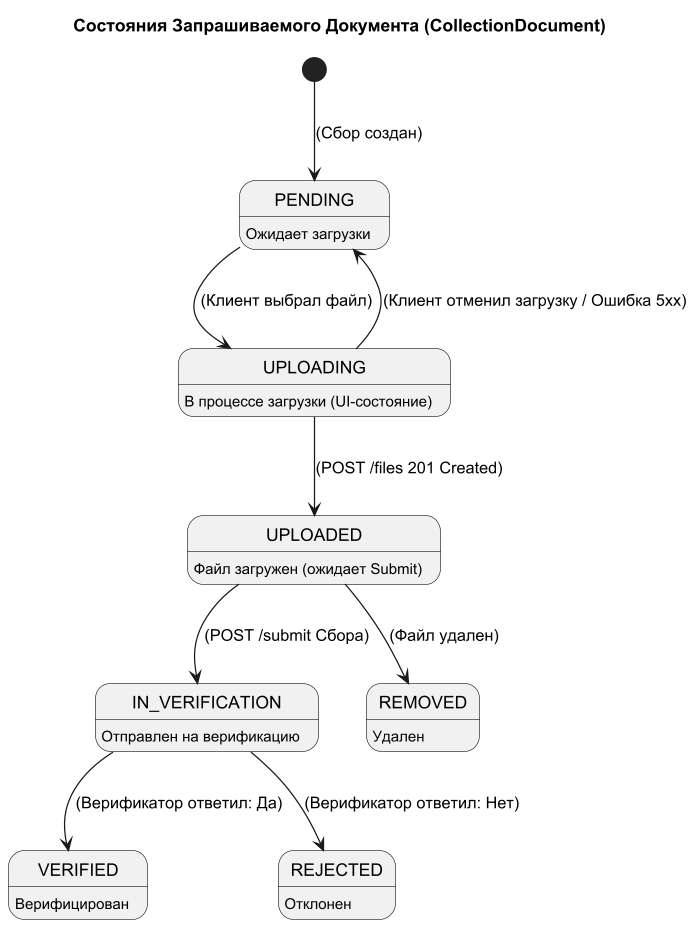 Состояния Запрашиваемого Документа (CollectionDocument)
(Сбор создан)
PENDING
Ожидает загрузки
(Клиент выбрал файл)
(Клиент отменил загрузку / Ошибка 5xx)
UPLOADING
В процессе загрузки (UI-состояние)
(POST /files 201 Created)
UPLOADED
Файл загружен (ожидает Submit)
(POST /submit Сбора)
(Файл удален)
IN_VERIFICATION
Отправлен на верификацию
REMOVED
Удален
(Верификатор ответил: Да)
(Верификатор ответил: Нет)
VERIFIED
Верифицирован
REJECTED
Отклонен